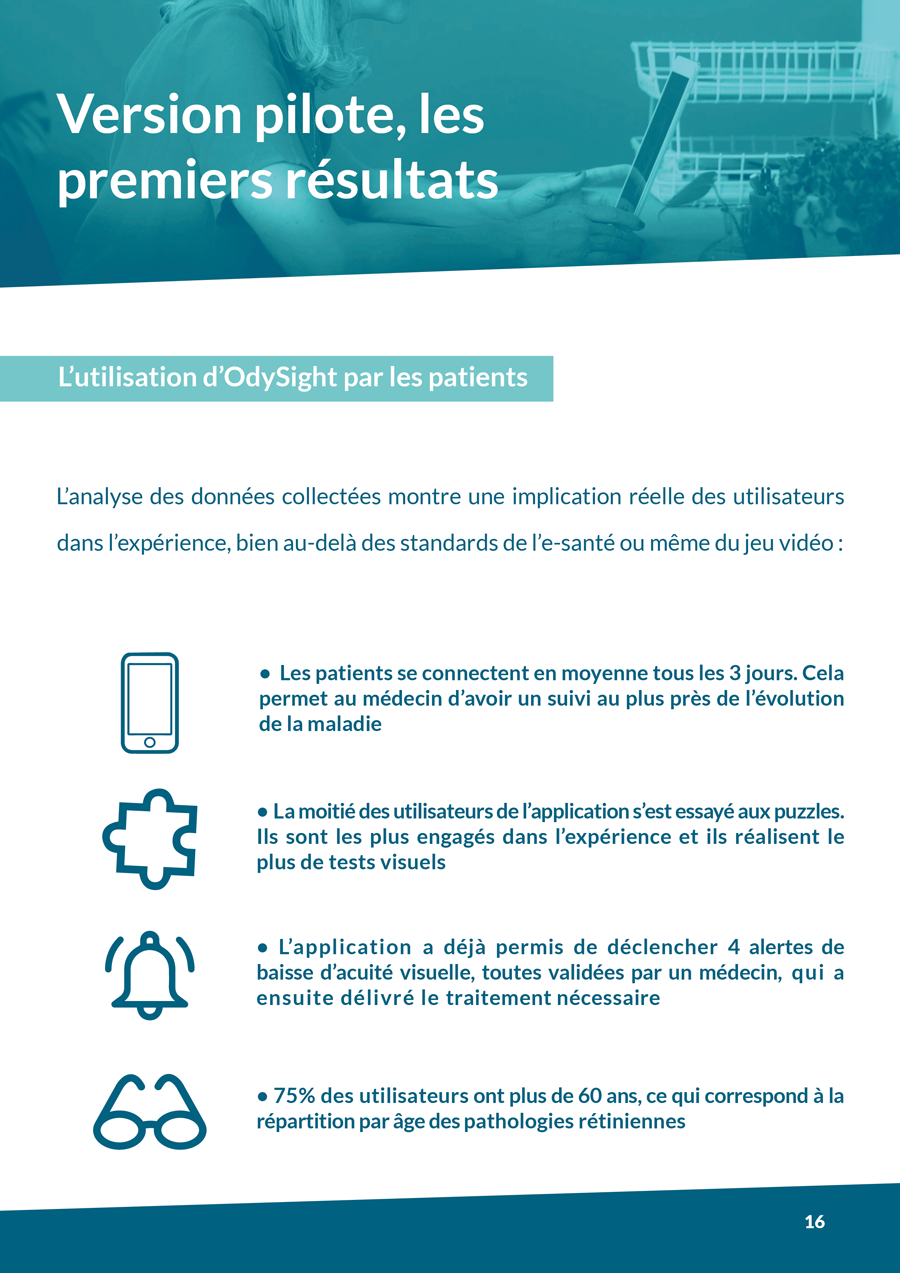 Version pilote, les
premiers résultats
L’utilisation d’OdySight par les patients
L’analyse des données collectées montre une implication réelle des utilisateurs
dans l’expérience, bien au-delà des standards de l’e-santé ou même du jeu vidéo :
● Les patients se connectent en moyenne tous les 3 jours. Cela
permet au médecin d’avoir un suivi au plus près de l’évolution
de la maladie
● La moitié des utilisateurs de l’application s’est essayé aux puzzles.
Ils sont les plus engagés dans l’expérience et ils réalisent le
plus de tests visuels
● L’application a déjà permis de déclencher 4 alertes de
baisse d’acuité visuelle, toutes validées par un médecin, qui a
ensuite délivré le traitement nécessaire
● 75% des utilisateurs ont plus de 60 ans, ce qui correspond à la
répartition par âge des pathologies rétiniennes
16